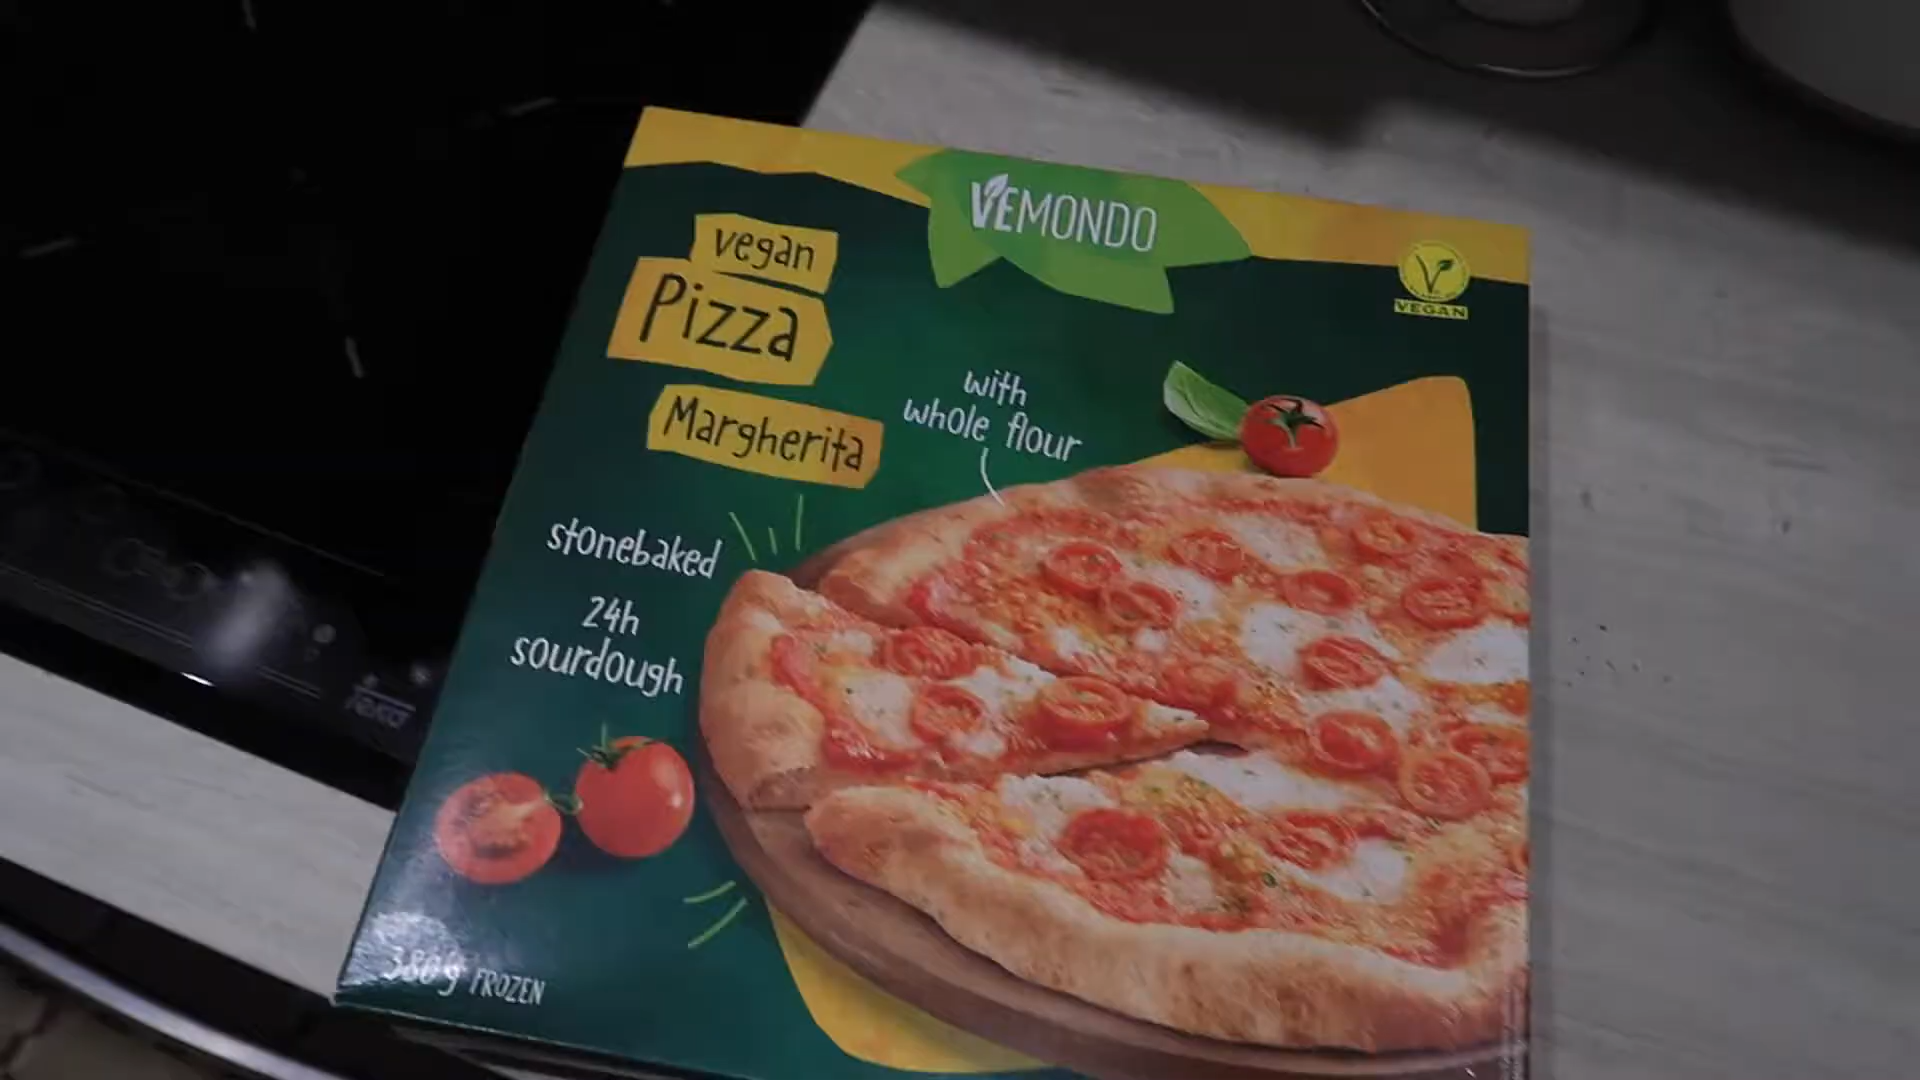 VEMONDO
vegan
Pizza
Margherita
VEGAN
with
whole flour
stonebaked
24h
sourdough
380g FROZEN